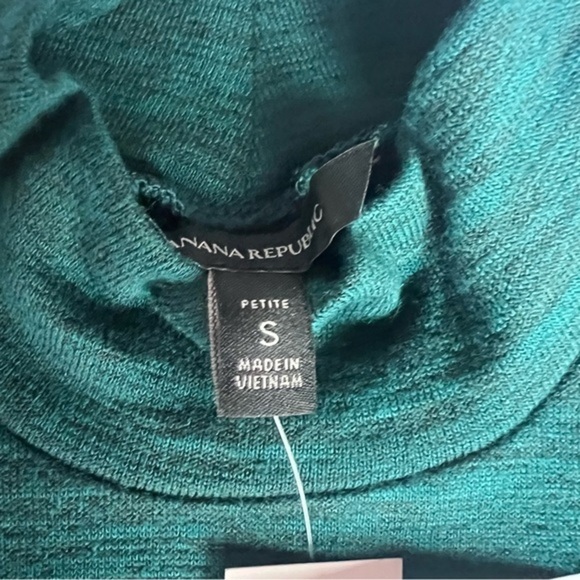 ANANA REPUBLIC
PETITE
S
MADE IN
VIETNAM